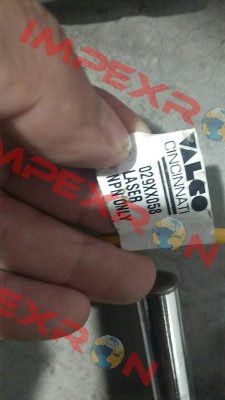 VALCO
CINCINNATI
029XX058
LASER
NPN ONLY
IMPEXRON
IMPEXRON
IMPEXRON